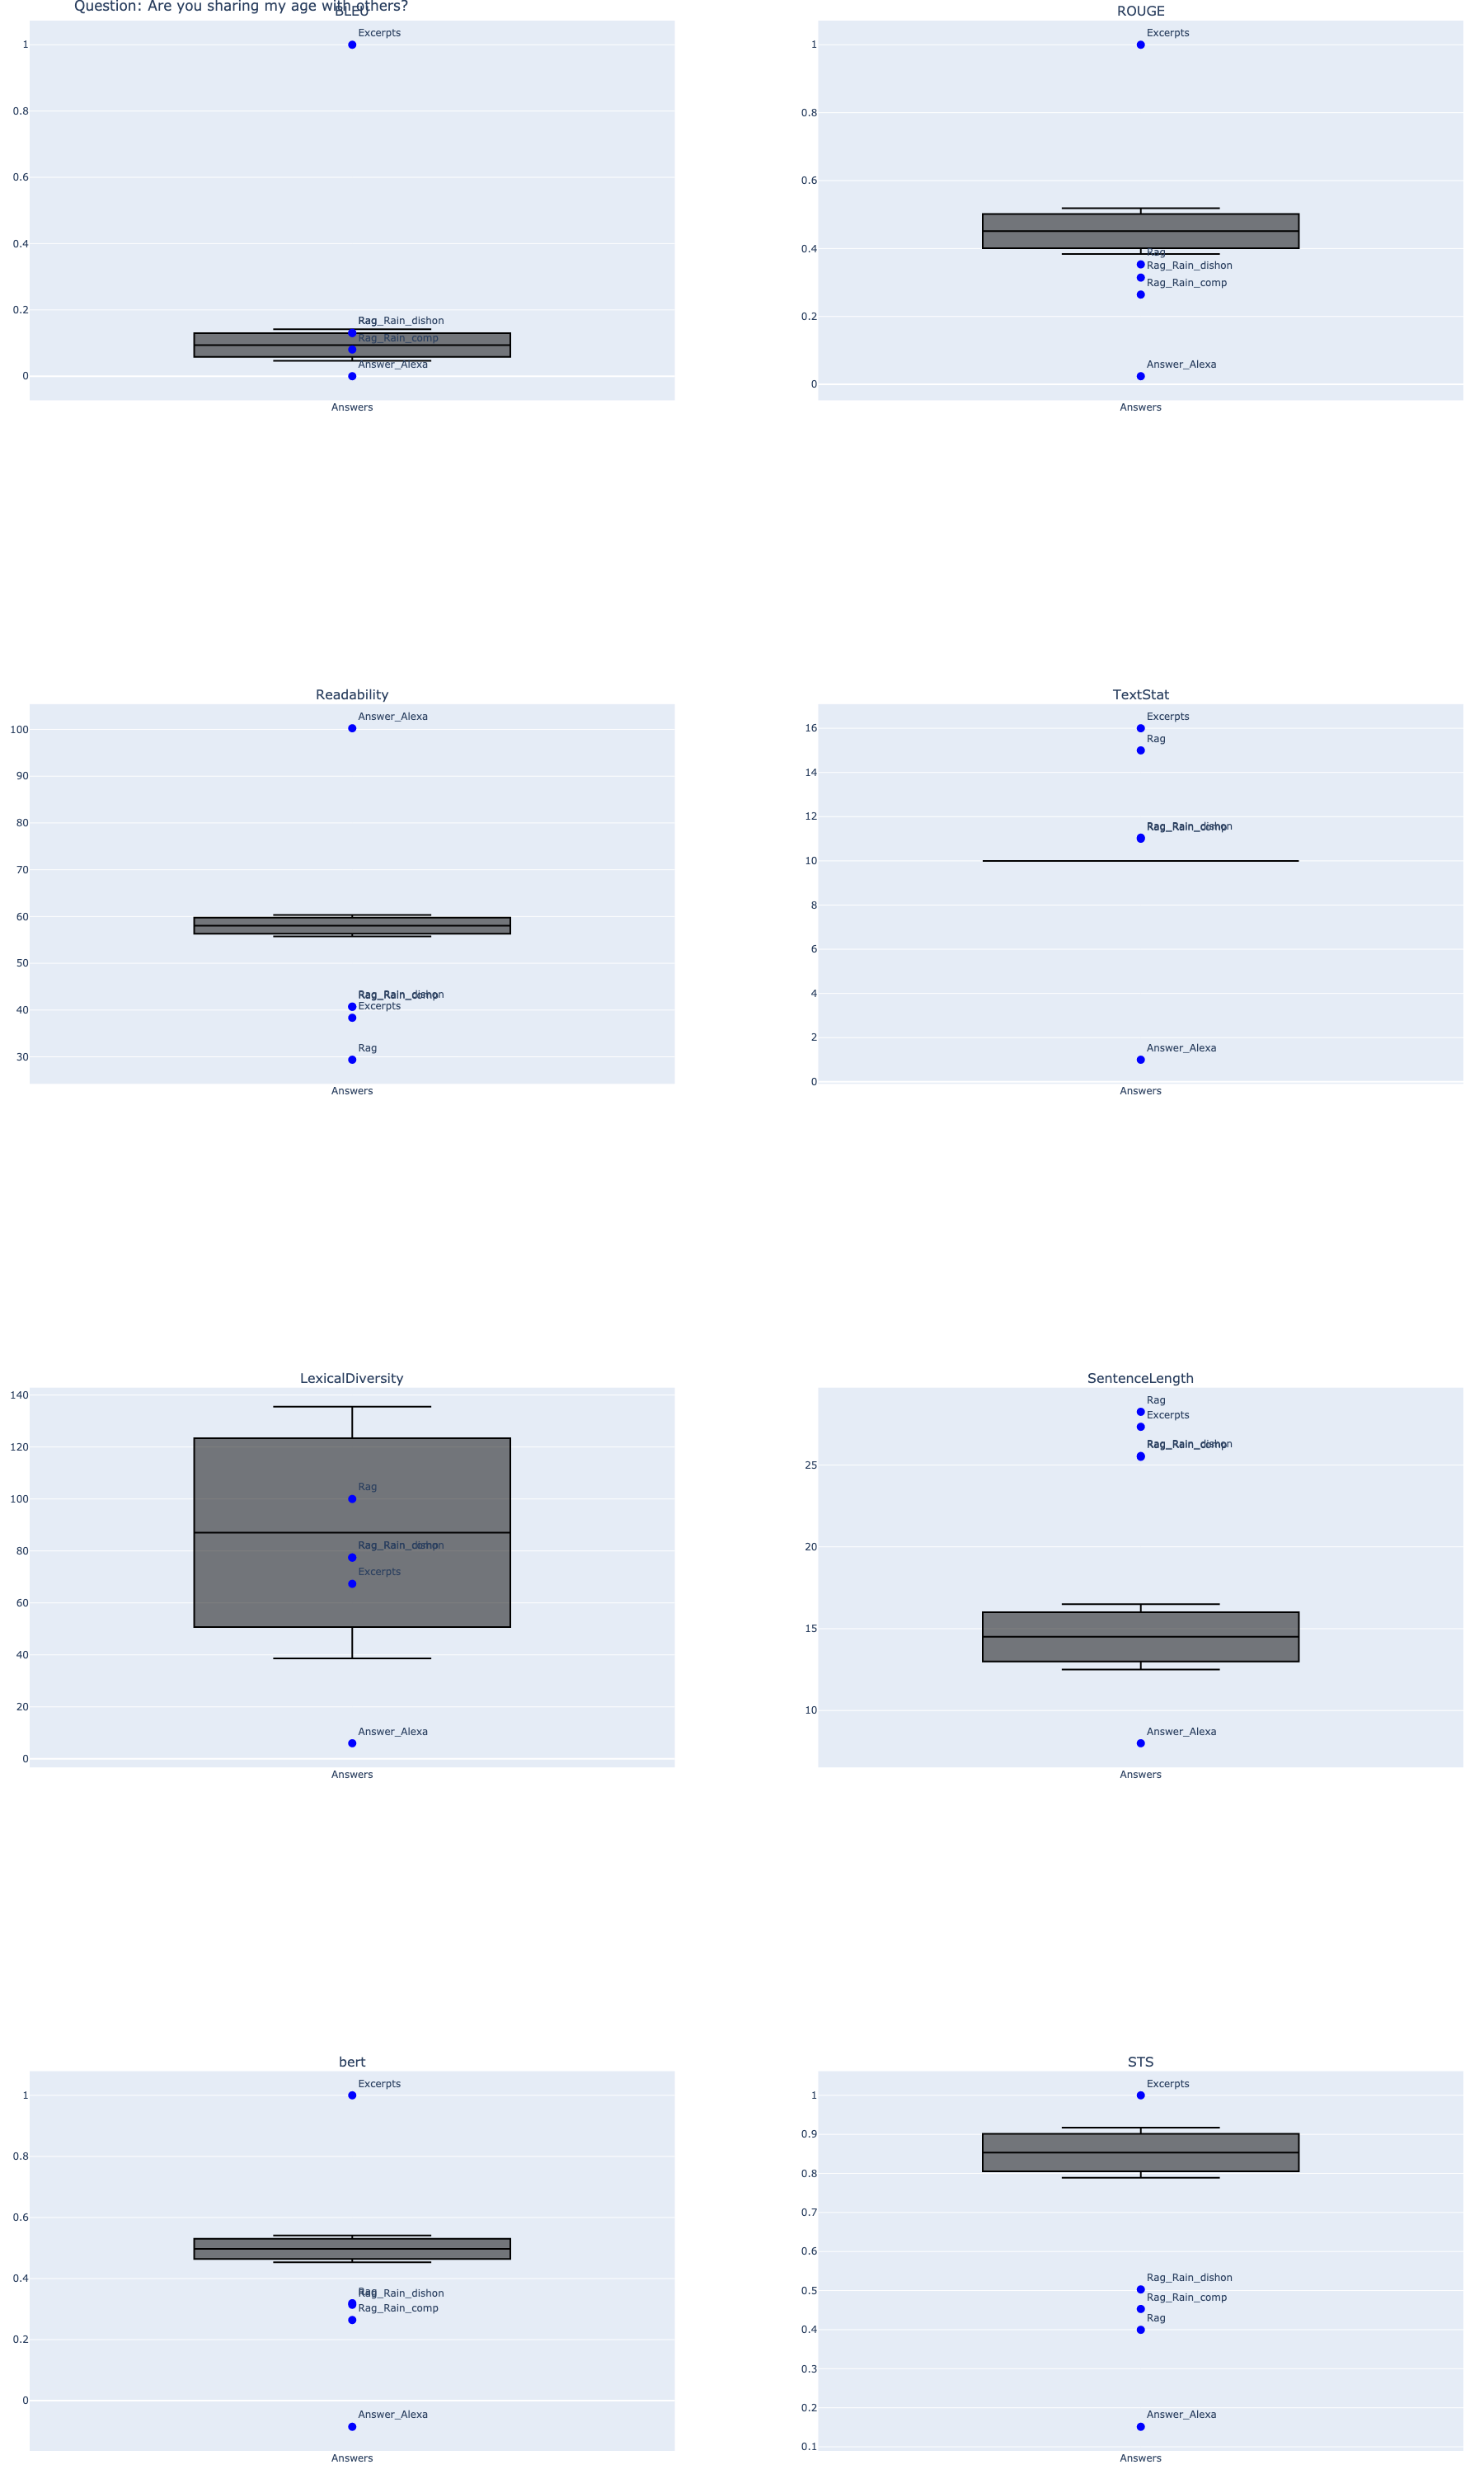 Question: Are you sharing my age with others?
BLEU
Excerpts
1
0.8
0.6
0.4
0.2
0
Rag_Rain_dishon
Rag_Rain_comp
Answer_Alexa
Answers
ROUGE
Excerpts
1
0.8
0.6
0.4
0.2
0
Rag
Rag_Rain_dishon
Rag_Rain_comp
Answer_Alexa
Answers
Readability
Answer_Alexa
100
90
80
70
60
50
40
30
Rag_Rain_dishon
Rag_Rain_comp
Excerpts
Rag
Answers
TextStat
Excerpts
16
Rag
14
12
Rag_Rain_dishon
Rag_Rain_comp
10
8
6
4
2
Answer_Alexa
0
Answers
LexicalDiversity
140
120
100
Rag
80
Rag_Rain_dishon
Rag_Rain_comp
Excerpts
60
40
20
Answer_Alexa
0
Answers
SentenceLength
Rag
Excerpts
Rag_Rain_dishon
Rag_Rain_comp
25
20
15
10
Answer_Alexa
Answers
bert
Excerpts
1
0.8
0.6
0.4
Rag
Rag_Rain_dishon
Rag_Rain_comp
0.2
0
Answer_Alexa
Answers
STS
Excerpts
1
0.9
0.8
0.7
0.6
Rag_Rain_dishon
0.5
Rag_Rain_comp
Rag
0.4
0.3
0.2
Answer_Alexa
0.1
Answers